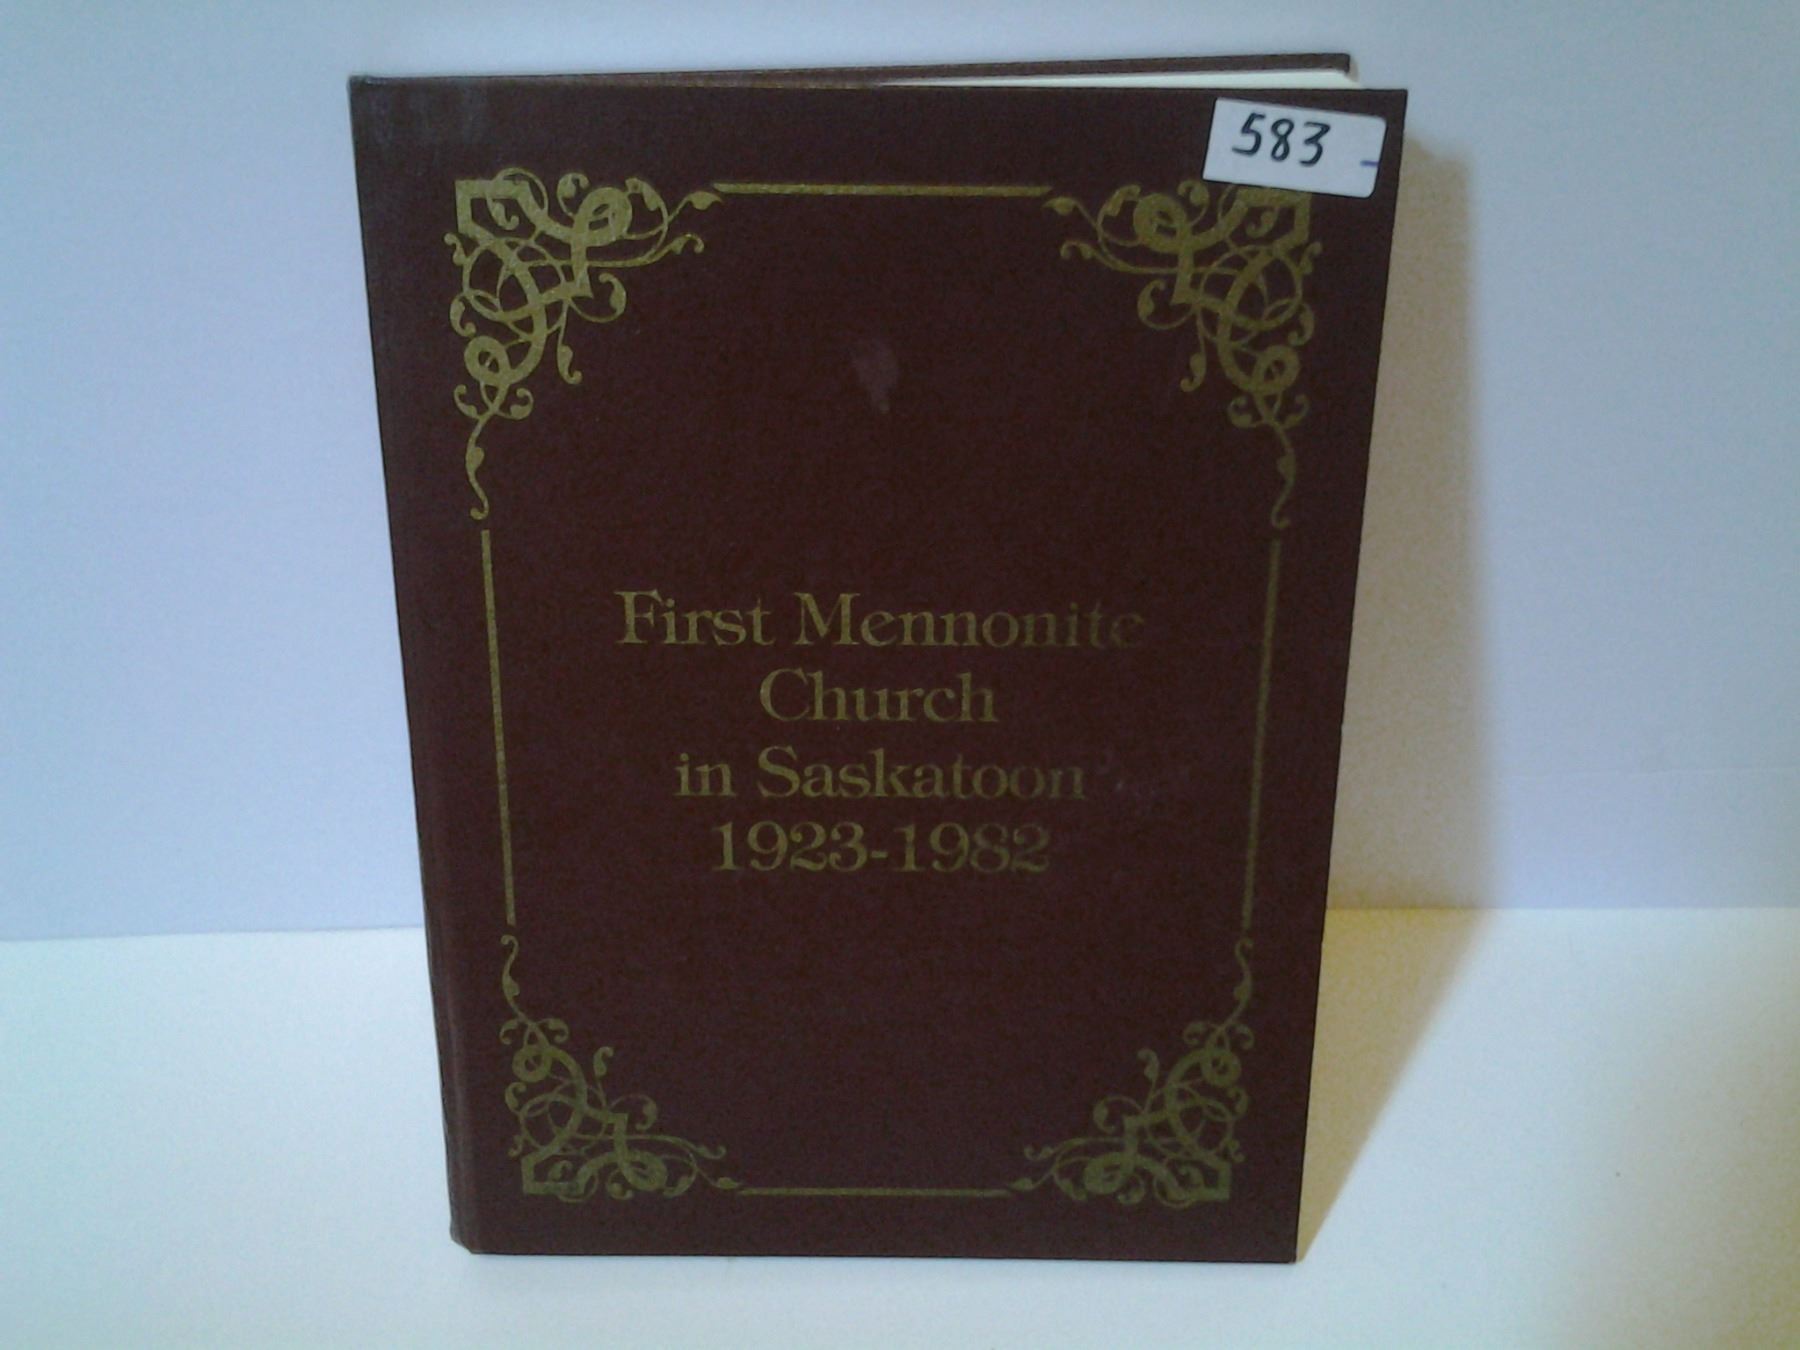 583
First Mennonite
Church
in Saskatoon
1923-1982